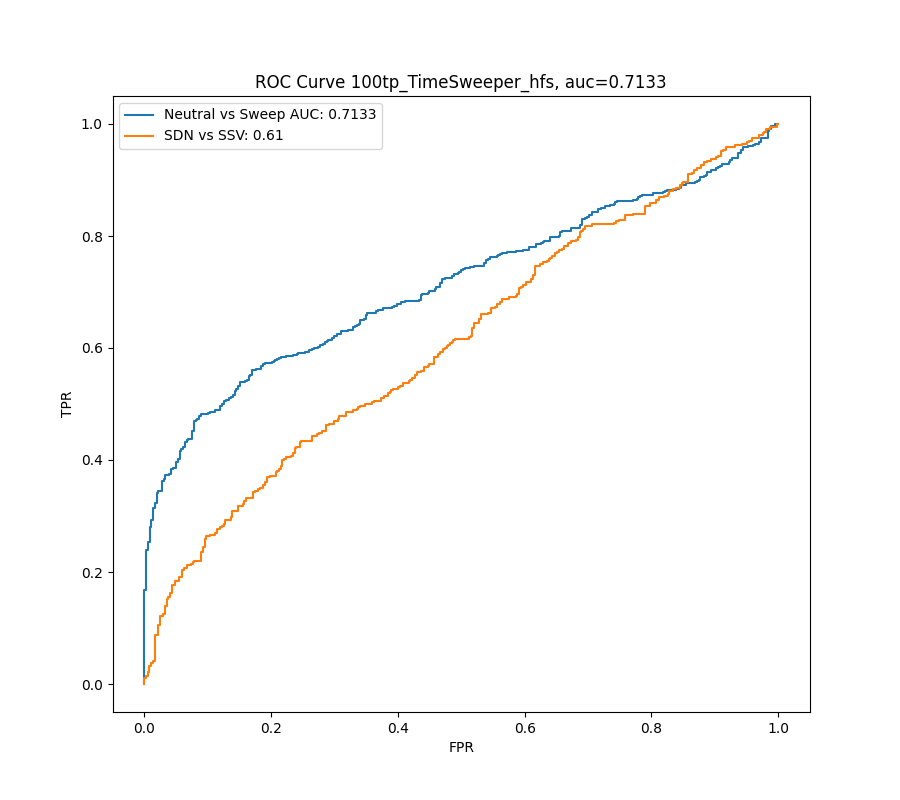 ROC Curve 100tp_TimeSweeper_hfs, auc=0.7133
Neutral vs Sweep AUC: 0.7133
SDN vs SSV: 0.61
1.0
0.8
0.6
0.4
0.2
0.0
TPR
0.0 0.2 0.4 0.6 0.8 1.0
FPR